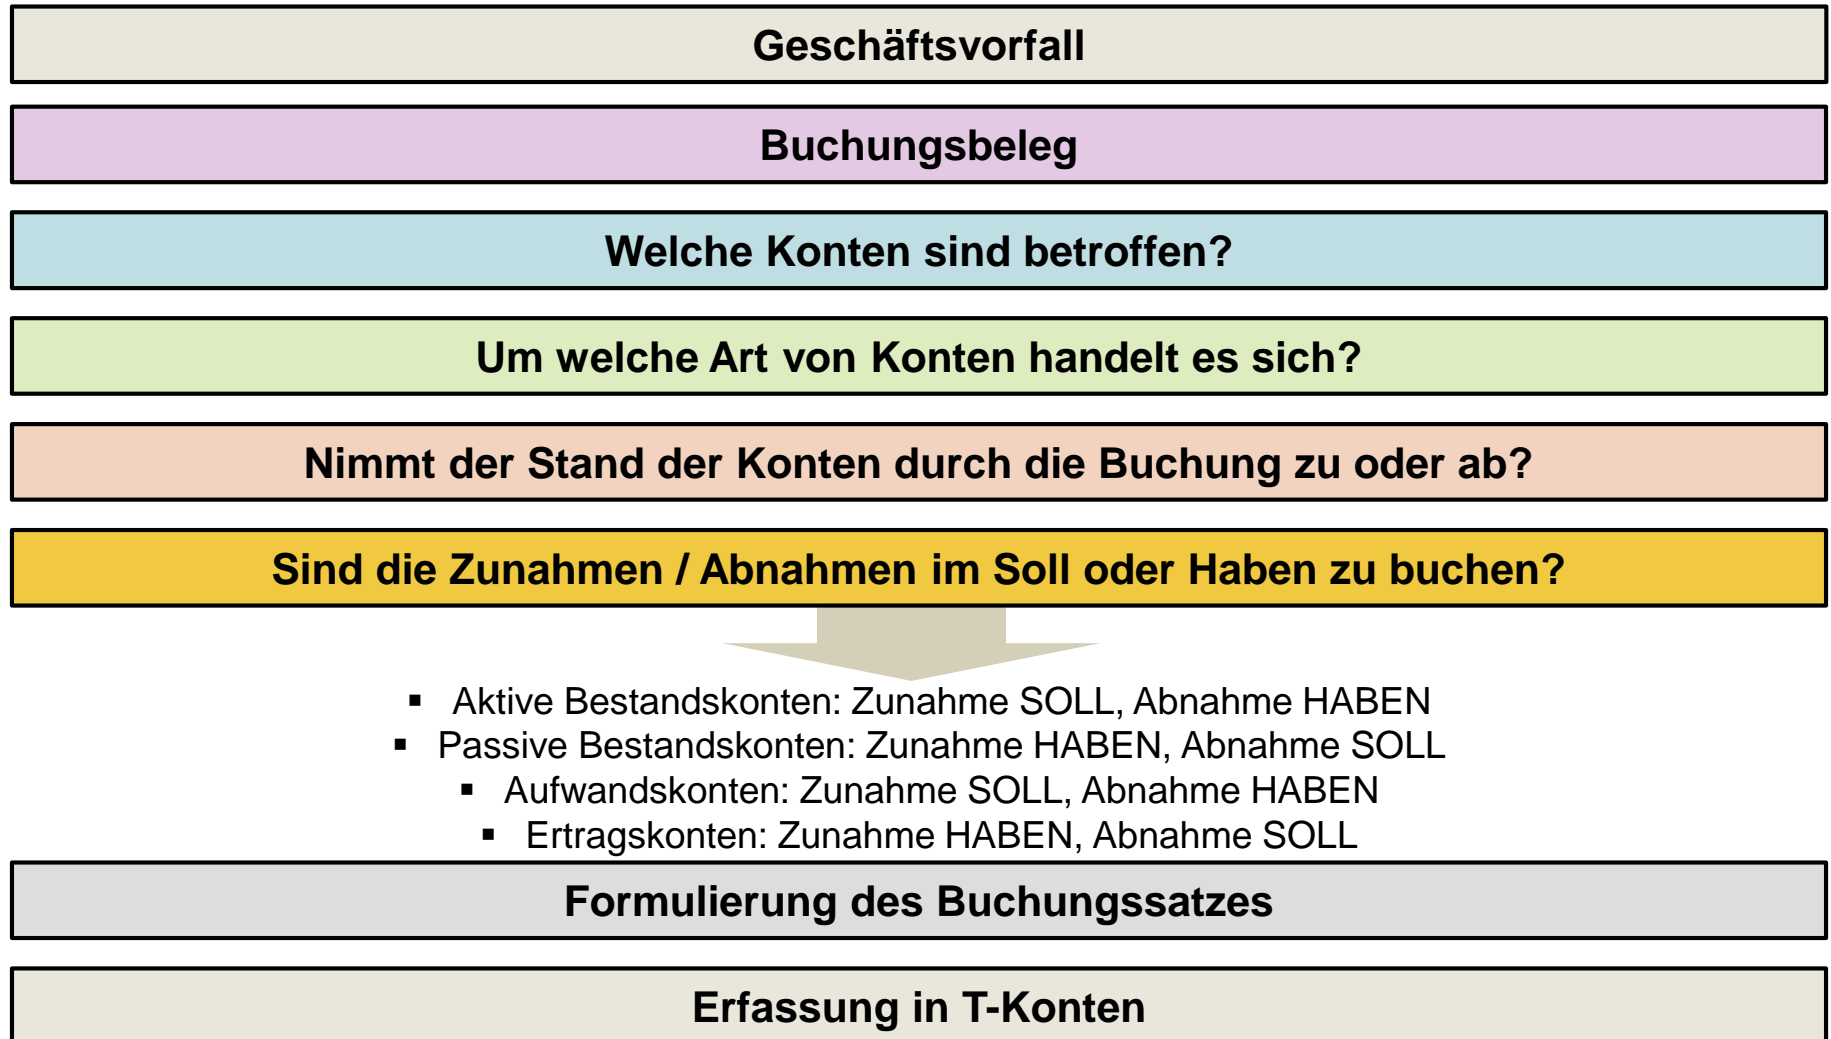 Geschäftsvorfall
Buchungsbeleg
Welche Konten sind betroffen?
Um welche Art von Konten handelt es sich?
Nimmt der Stand der Konten durch die Buchung zu oder ab?
Sind die Zunahmen / Abnahmen im Soll oder Haben zu buchen?
▪ Aktive Bestandskonten: Zunahme SOLL, Abnahme HABEN
▪ Passive Bestandskonten: Zunahme HABEN, Abnahme SOLL
▪ Aufwandskonten: Zunahme SOLL, Abnahme HABEN
▪ Ertragskonten: Zunahme HABEN, Abnahme SOLL
Formulierung des Buchungssatzes
Erfassung in T-Konten